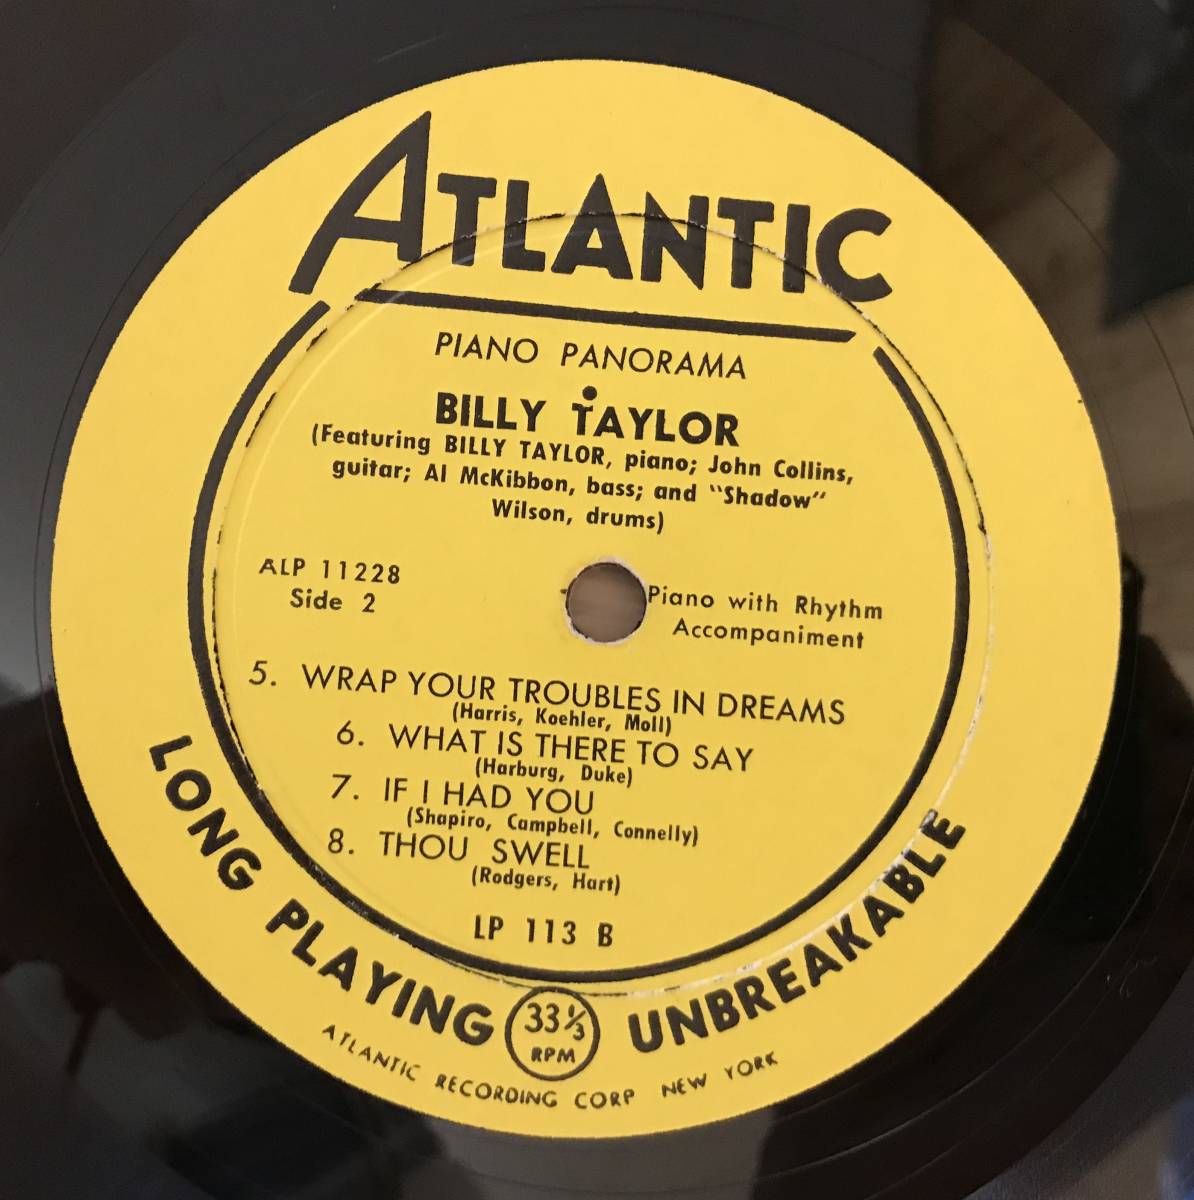 ATLANTIC
PIANO PANORAMA
BILLY TAYLOR
(Featuring BILLY TAYLOR, piano; John Collins,
guitar; Al McKibbon, bass; and "Shadow"
Wilson, drums)
ALP 11228
Side 2
Piano with Rhythm
Accompaniment
5. WRAP YOUR TROUBLES IN DREAMS
(Harris, Koehler, Moll)
6. WHAT IS THERE TO SAY
(Harburg, Duke)
7. IF I HAD YOU
(Shapiro, Campbell, Connelly)
8. THOU SWELL
(Rodgers, Hart)
LP 113 B
LONG PLAYING 33 1/3 RPM UNBREAKABLE
ATLANTIC RECORDING CORP NEW YORK